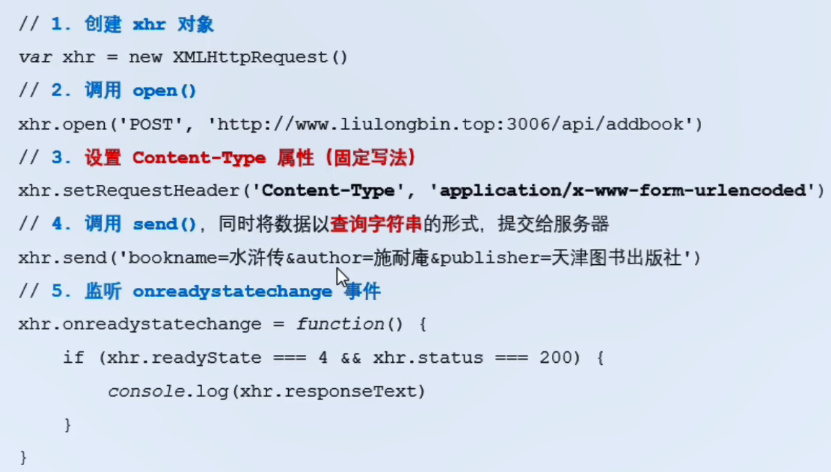 // 1. 创建 xhr 对象
var xhr = new XMLHttpRequest()
// 2. 调用 open()
xhr.open('POST', 'http://www.liulongbin.top:3006/api/addbook')
// 3. 设置 Content-Type 属性（固定写法）
xhr.setRequestHeader('Content-Type', 'application/x-www-form-urlencoded')
// 4. 调用 send()，同时将数据以查询字符串的形式，提交给服务器
xhr.send('bookname=水浒传&author=施耐庵&publisher=天津图书出版社')
// 5. 监听 onreadystatechange 事件
xhr.onreadystatechange = function() {
    if (xhr.readyState === 4 && xhr.status === 200) {
        console.log(xhr.responseText)
    }
}